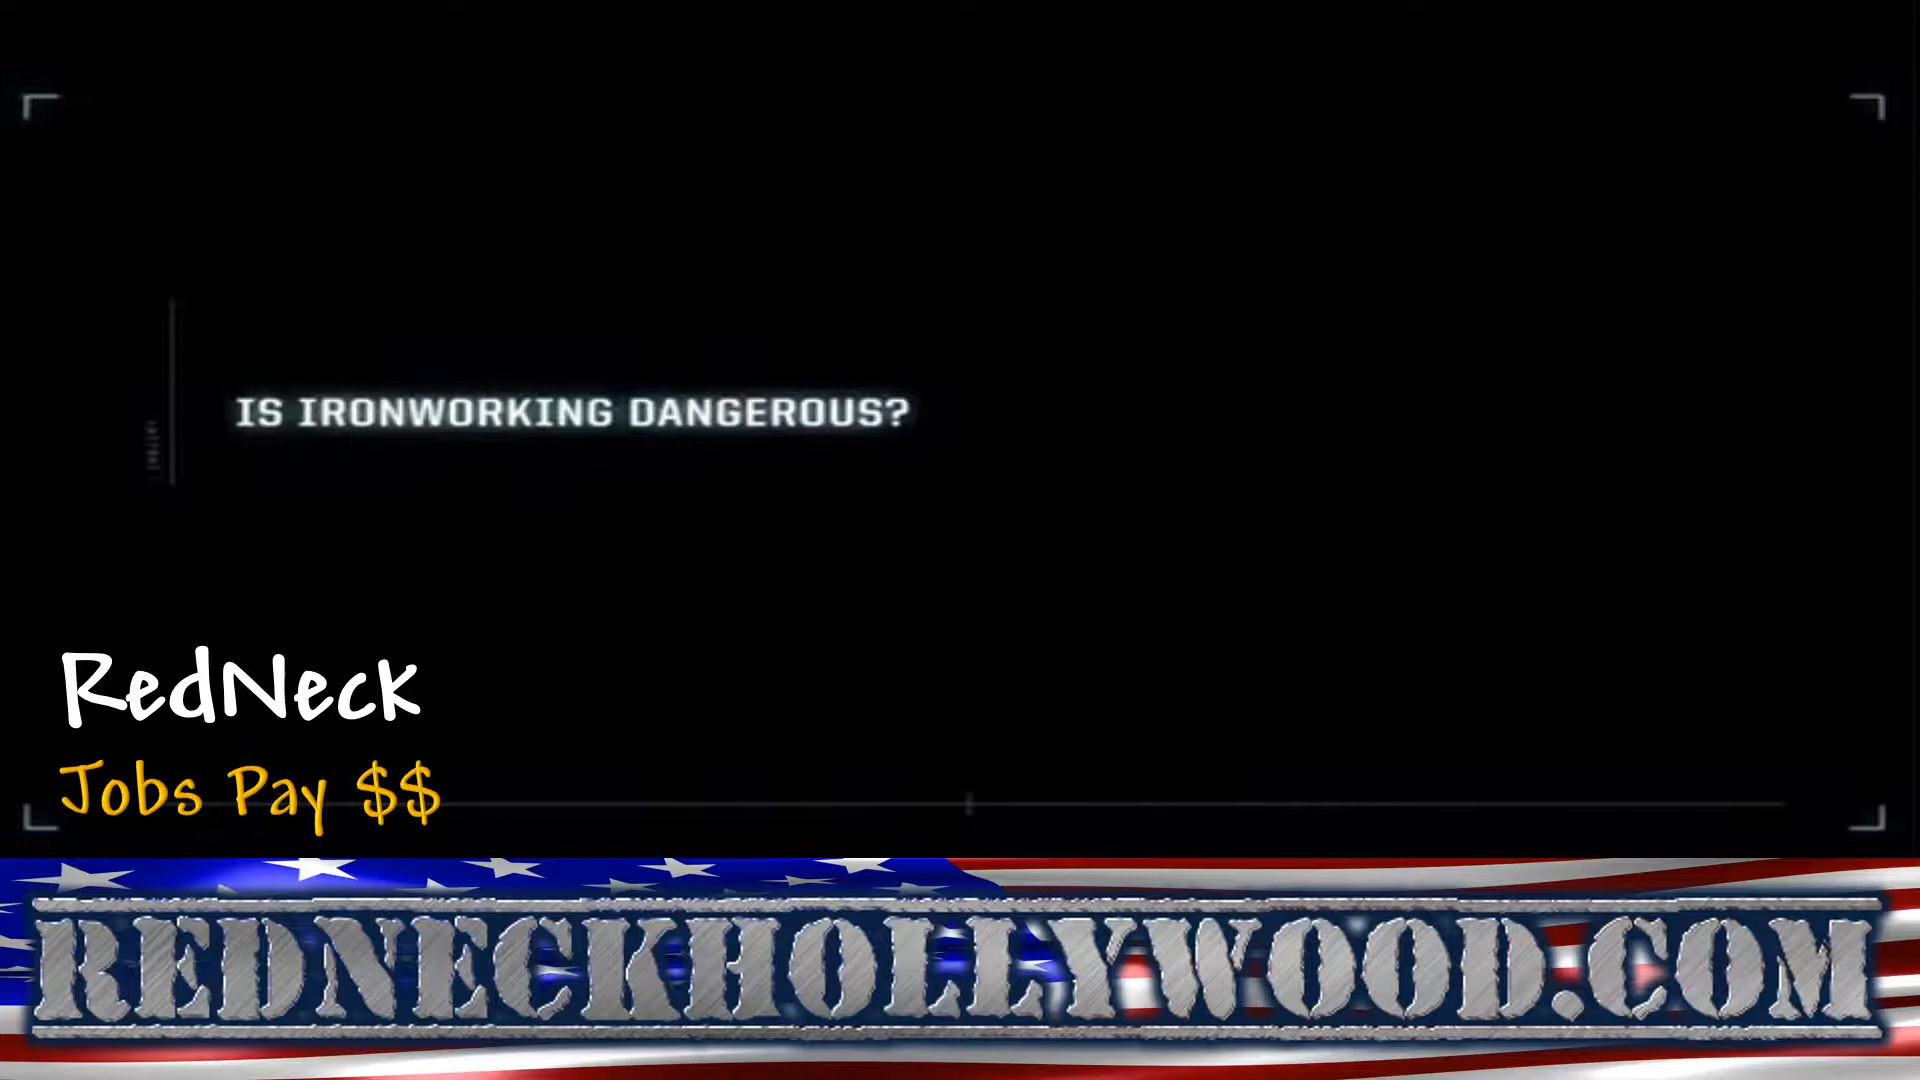 IS IRONWORKING DANGEROUS?
RedNeck
Jobs Pay $$
REDNECKHOLLYWOOD.COM